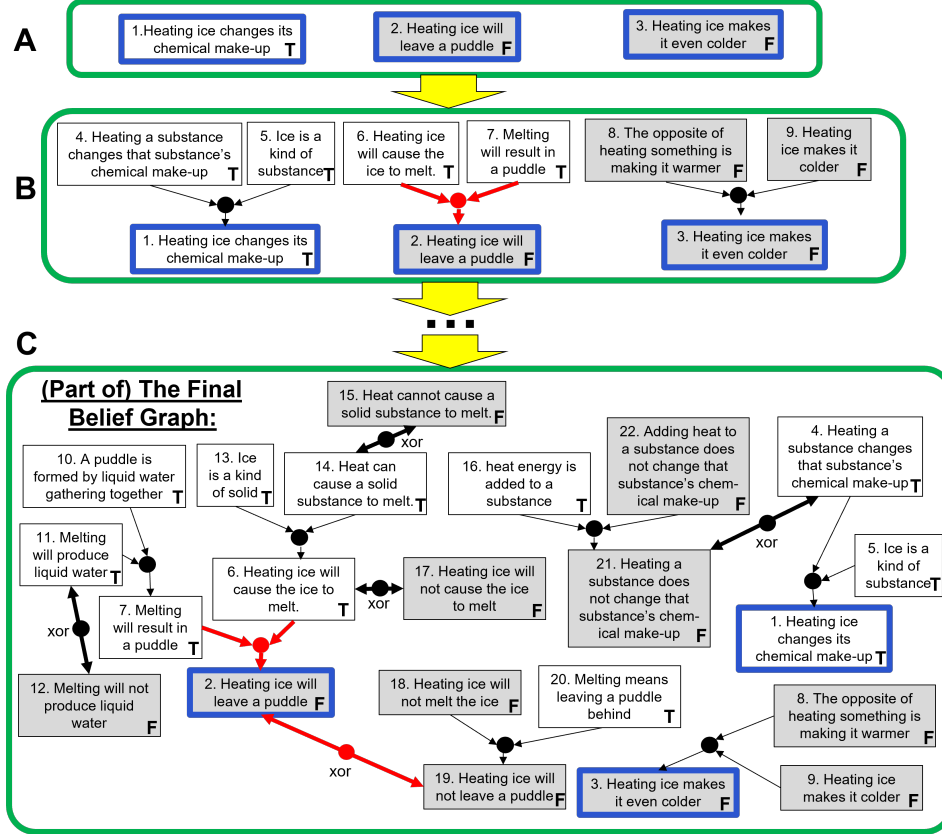 A
1.Heating ice changes its
chemical make-up T
2. Heating ice will
leave a puddle F
3. Heating ice makes
it even colder F
B
4. Heating a substance
changes that substance's
chemical make-up T
5. Ice is a
kind of
substance T
6. Heating ice
will cause the
ice to melt. T
7. Melting
will result in
a puddle T
8. The opposite of
heating something is
making it warmer F
9. Heating
ice makes it
colder F
1. Heating ice changes its
chemical make-up T
2. Heating ice will
leave a puddle F
3. Heating ice makes
it even colder F
C
(Part of) The Final
Belief Graph:
15. Heat cannot cause a
solid substance to melt. F
xor
10. A puddle is
formed by liquid water
gathering together T
13. Ice
is a kind
of solid T
14. Heat can
cause a solid
substance to melt. T
16. heat energy is
added to a
substance T
22. Adding heat to
a substance does
not change that
substance's chem-
ical make-up F
4. Heating a
substance changes
that substance's
chemical make-up T
xor
11. Melting
will produce
liquid water T
6. Heating ice will
cause the ice to
melt. T
xor
17. Heating ice will
not cause the ice
to melt F
21. Heating a
substance does
not change that
substance's chem-
ical make-up F
5. Ice is a
kind of
substance T
7. Melting
will result in
a puddle T
xor
1. Heating ice
changes its
chemical make-up T
12. Melting will not
produce liquid
water F
2. Heating ice will
leave a puddle F
18. Heating ice will
not melt the ice F
20. Melting means
leaving a puddle
behind T
8. The opposite of
heating something is
making it warmer F
xor
19. Heating ice will
not leave a puddle F
3. Heating ice makes
it even colder F
9. Heating ice
makes it colder F